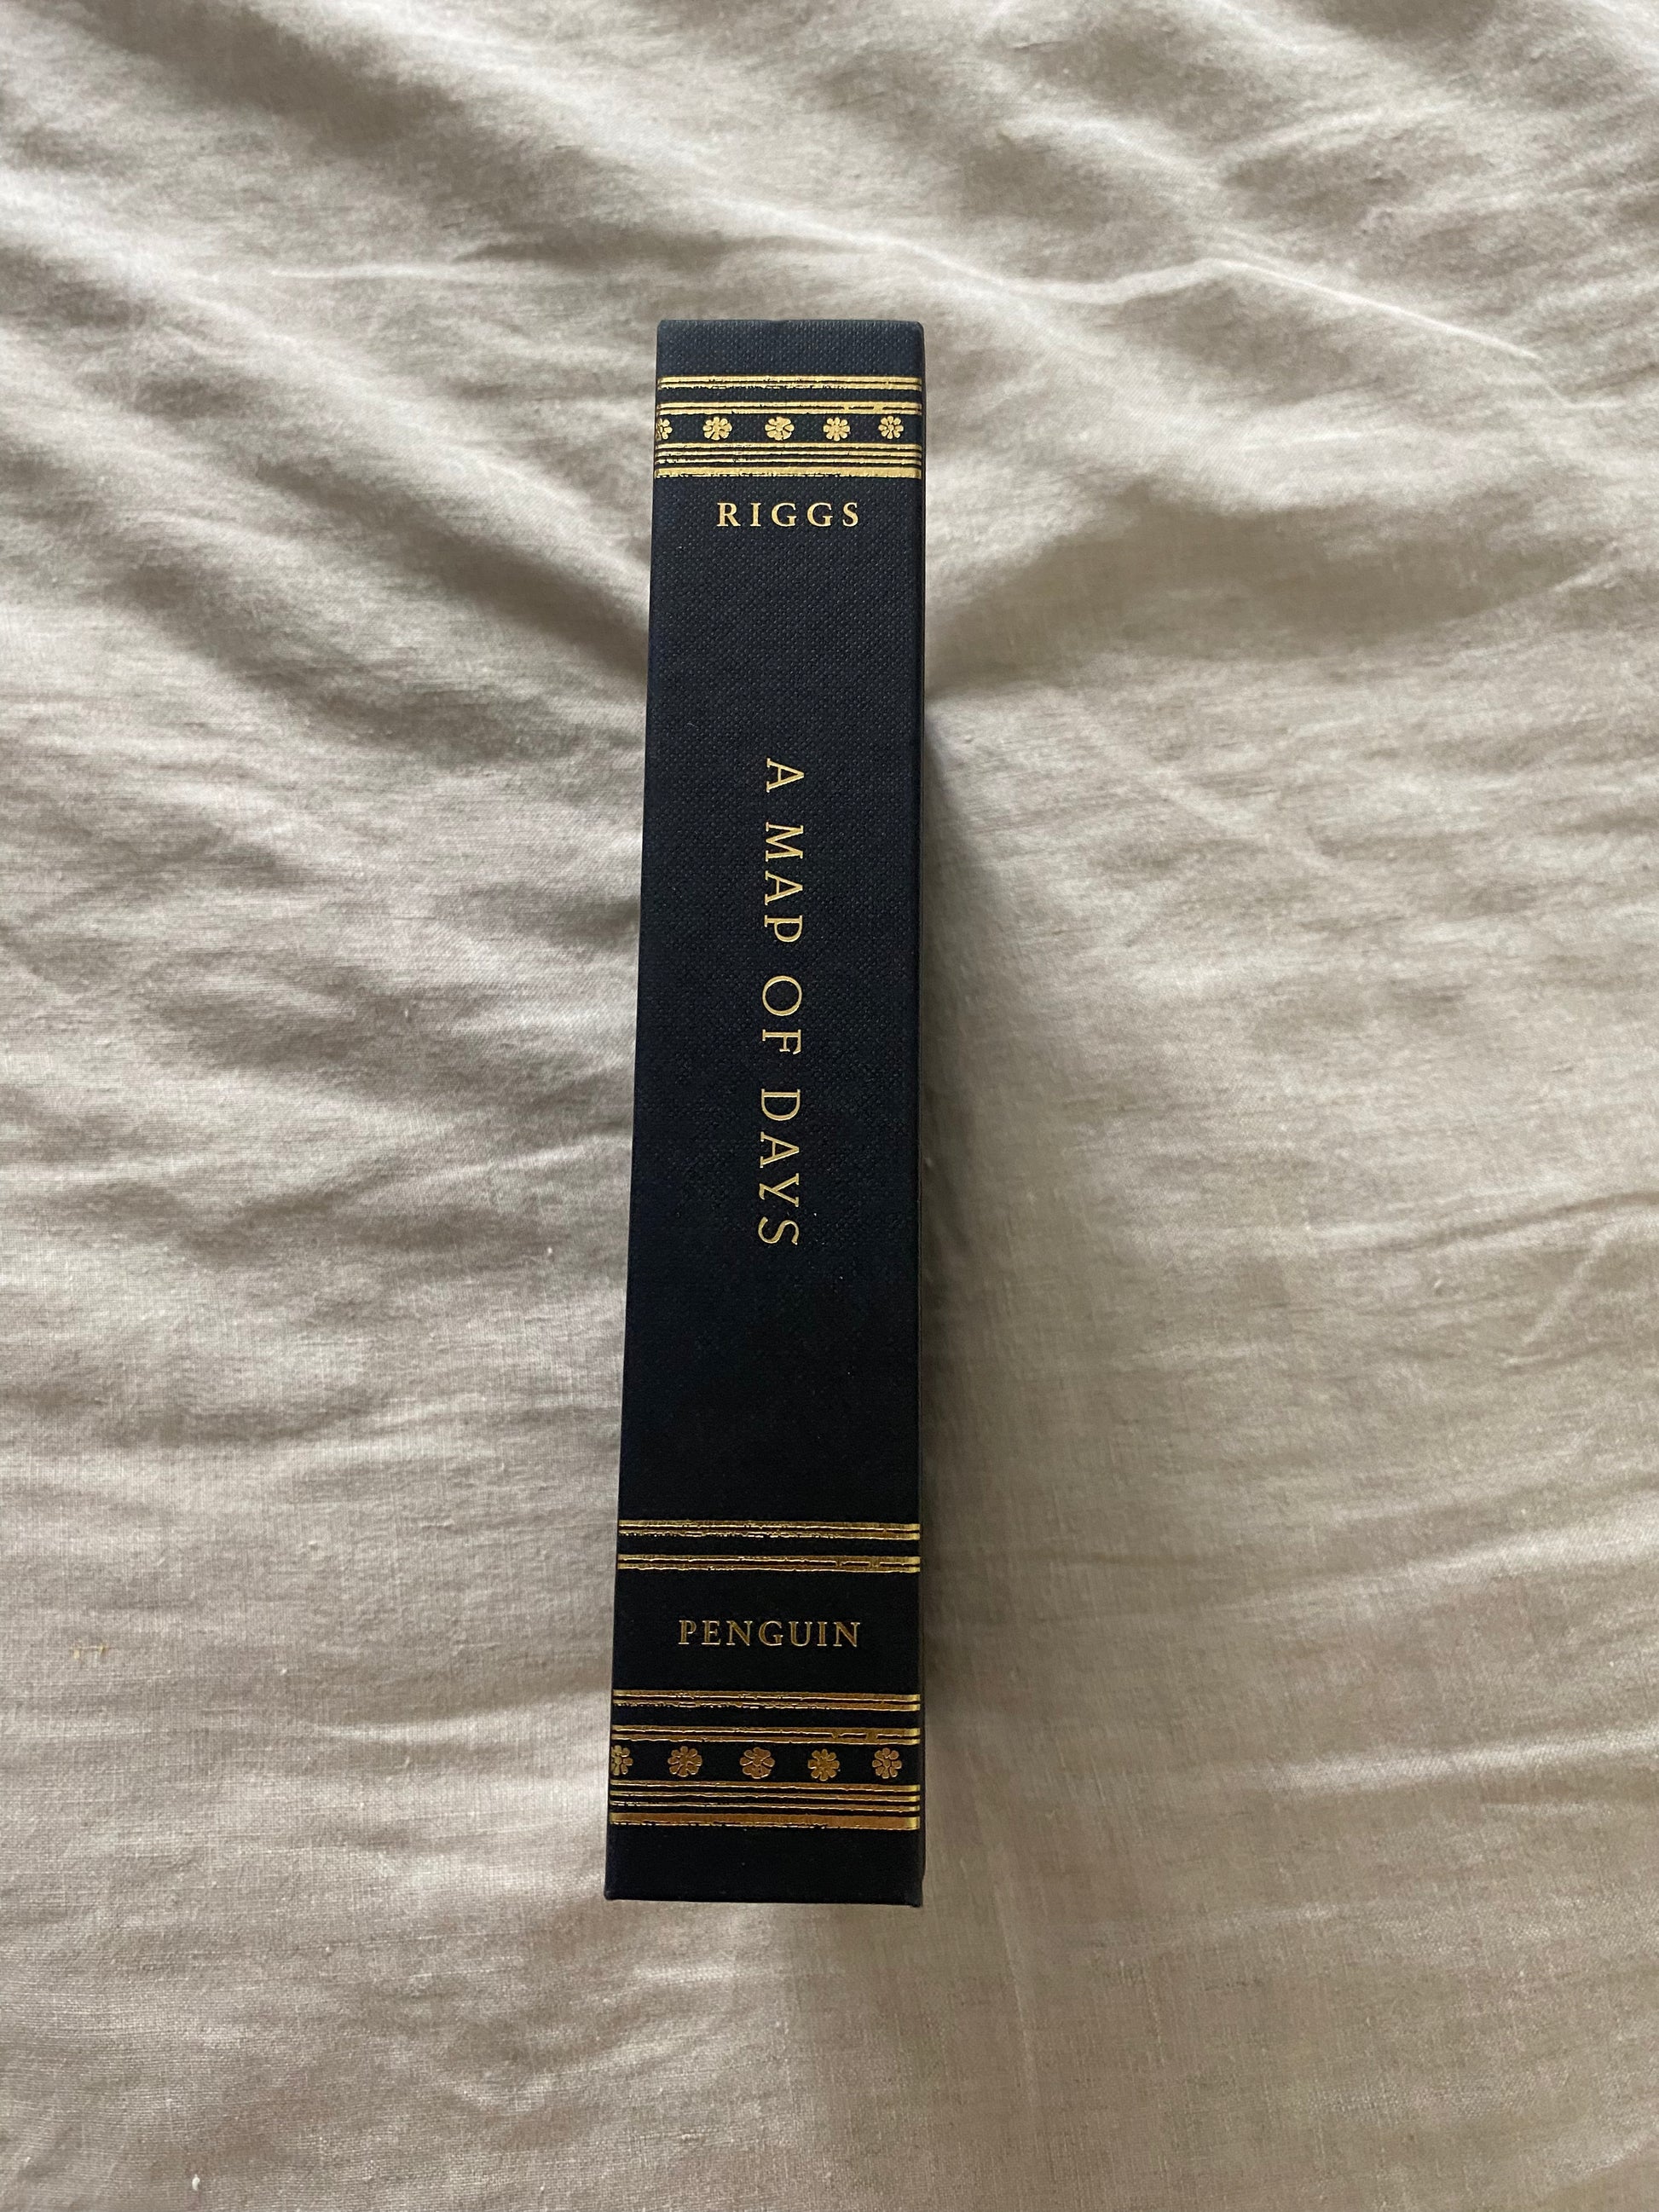 RIGGS
A MAP OF DAYS
PENGUIN